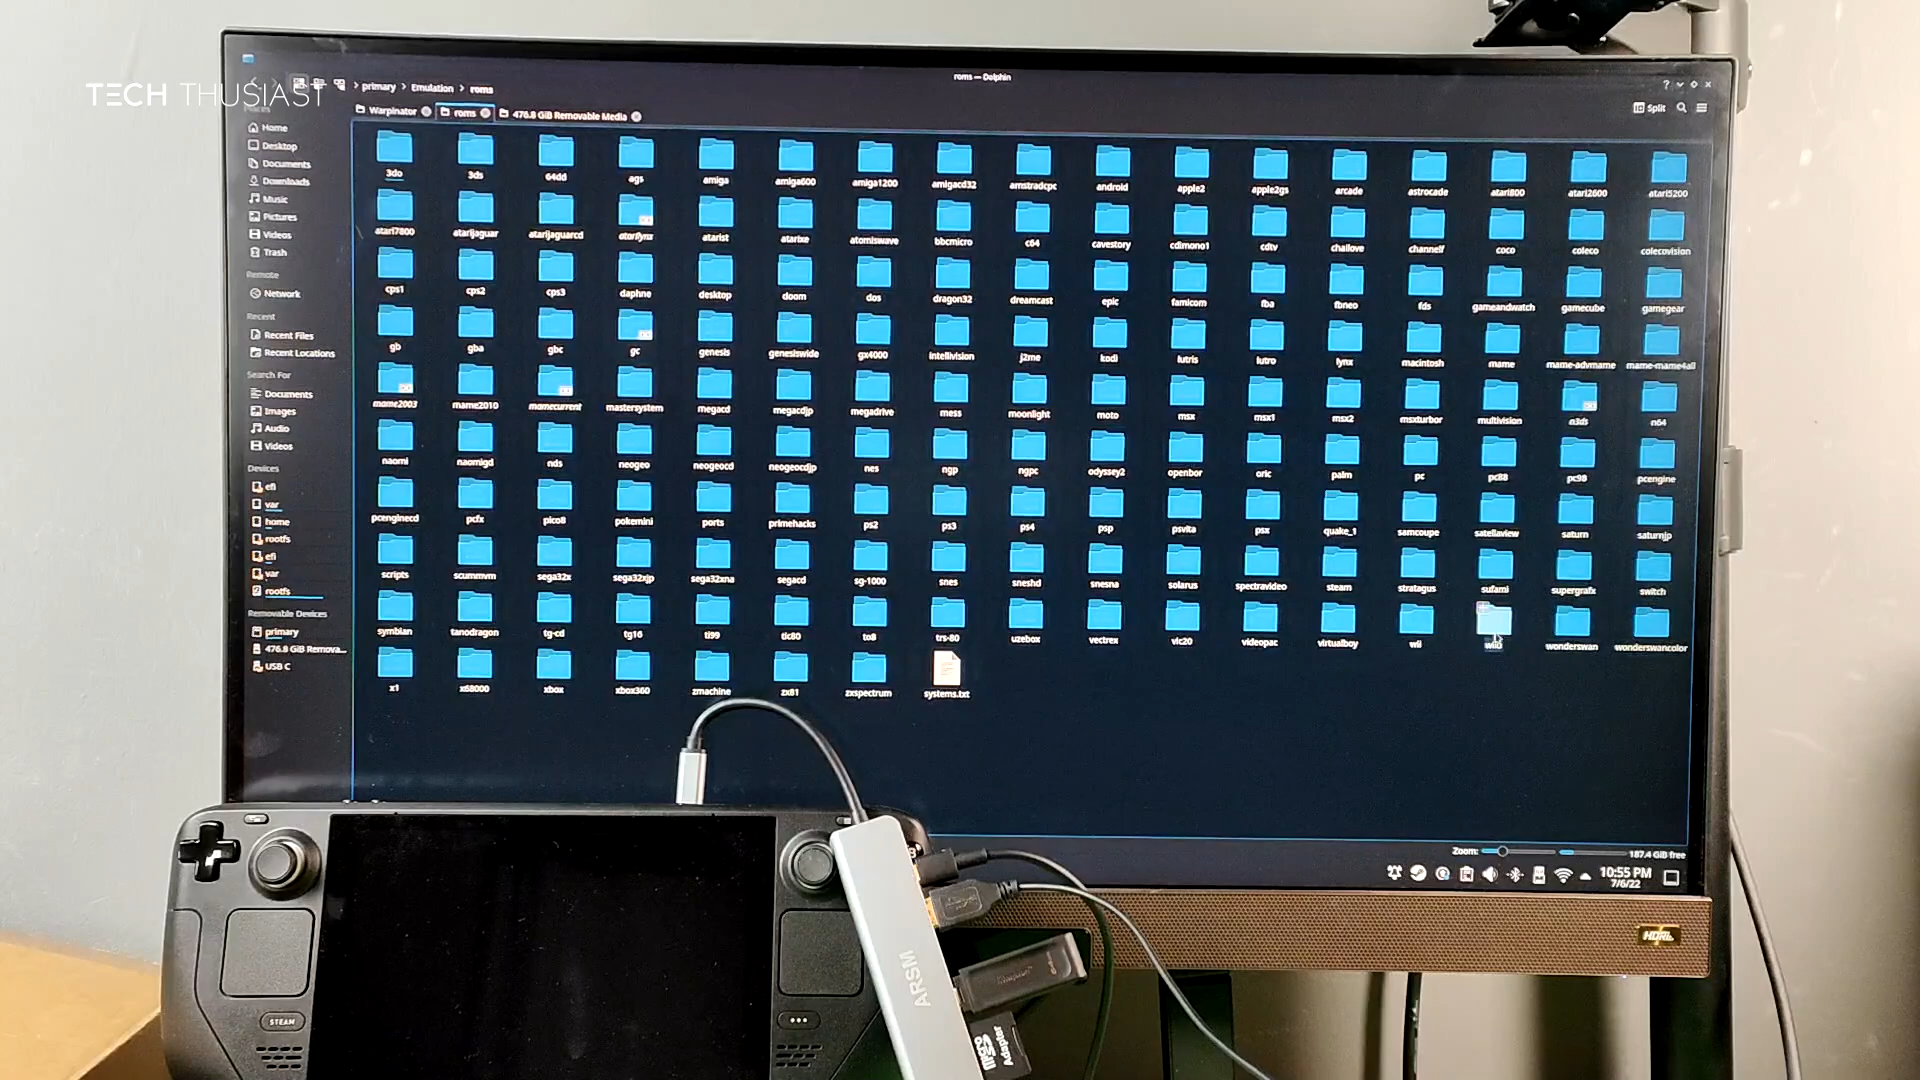 TECH THUSIAST
roms — Dolphin
primary > Emulation > roms
Warpinator roms 476.8 GiB Removable Media
Split
Places
Home
Desktop
Documents
Downloads
Music
Pictures
Videos
Trash
Remote
Network
Recent
Recent Files
Recent Locations
Search For
Documents
Images
Audio
Videos
Devices
efi
var
home
rootfs
efi
var
rootfs
Removable Devices
primary
476.8 GiB Remova...
USB C
3do 3ds 64dd ags amiga amiga600 amiga1200 amigacd32 amstradcpc android apple2 apple2gs arcade astrocade atari800 atari2600 atari5200
atari7800 atarijaguar atarijaguarcd atarilynx atarist atarixe atomiswave bbcmicro c64 cavestory cdimono1 cdtv chailove channelf coco coleco colecovision
cps1 cps2 cps3 daphne desktop doom dos dragon32 dreamcast epic famicom fba fbneo fds gameandwatch gamecube gamegear
gb gba gbc gc genesis genesiswide gx4000 intellivision j2me kodi lutris lutro lynx macintosh mame mame-advmame mame-mame4all
mame2003 mame2010 mamecurrent mastersystem megacd megacdjp megadrive mess moonlight moto msx msx1 msx2 msxturbor multivision n3ds n64
naomi naomigd nds neogeo neogeocd neogeocdjp nes ngp ngpc odyssey2 openbor oric palm pc pc88 pc98 pcengine
pcenginecd pcfx pico8 pokemini ports primehacks ps2 ps3 ps4 psp psvita psx quake_1 samcoupe satellaview saturn saturnjp
scripts scummvm sega32x sega32xjp sega32xna segacd sg-1000 snes sneshd snesna solarus spectravideo steam stratagus sufami supergrafx switch
symbian tanodragon tg-cd tg16 ti99 tic80 to8 trs-80 uzebox vectrex vic20 videopac virtualboy wii wiiu wonderswan wonderswancolor
x1 x68000 xbox xbox360 zmachine zx81 zxspectrum systems.txt
Zoom: 187.4 GiB free
10:55 PM
7/6/22
HDRi
STEAM
ARSM
64
micro
SD
Adapter